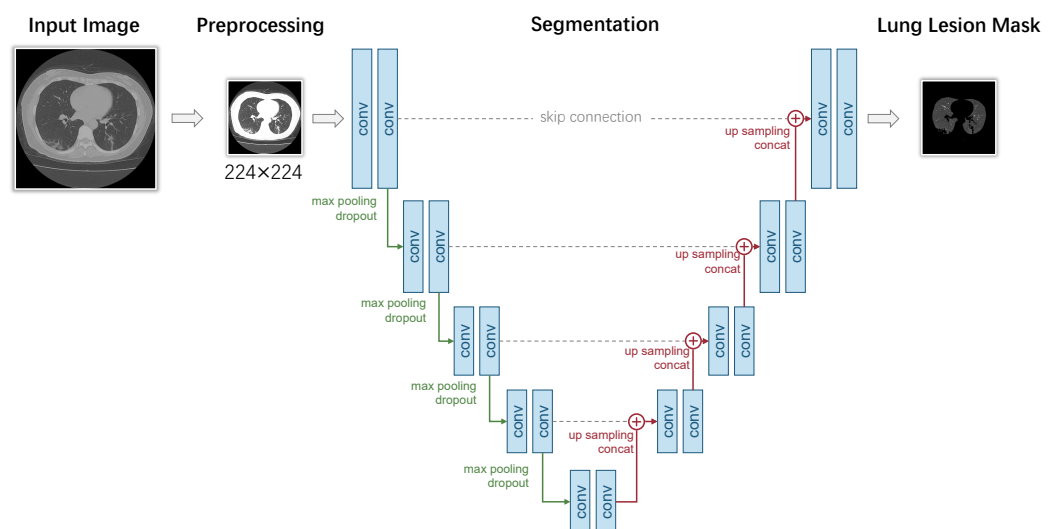 Input Image
Preprocessing
Segmentation
Lung Lesion Mask
224×224
conv
conv
skip connection
up sampling
concat
conv
conv
max pooling
dropout
conv
conv
up sampling
concat
conv
conv
max pooling
dropout
conv
conv
up sampling
concat
conv
conv
max pooling
dropout
conv
conv
up sampling
concat
conv
conv
max pooling
dropout
conv
conv